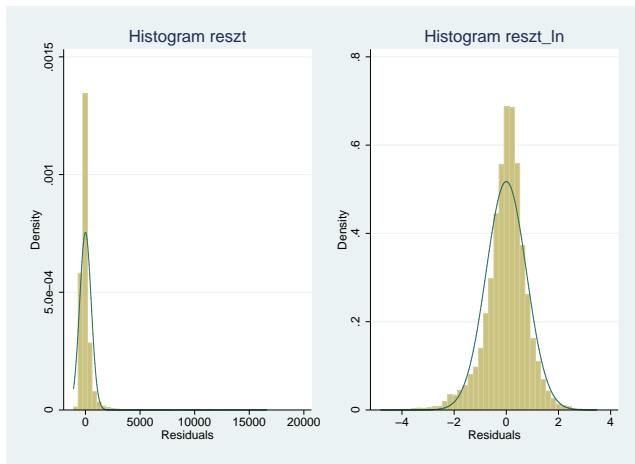 Histogram reszt
Density
.0015
.001
5.0e−04
0
0
5000
10000
15000
20000
Residuals
Histogram reszt_ln
Density
.8
.6
.4
.2
0
−4
−2
0
2
4
Residuals